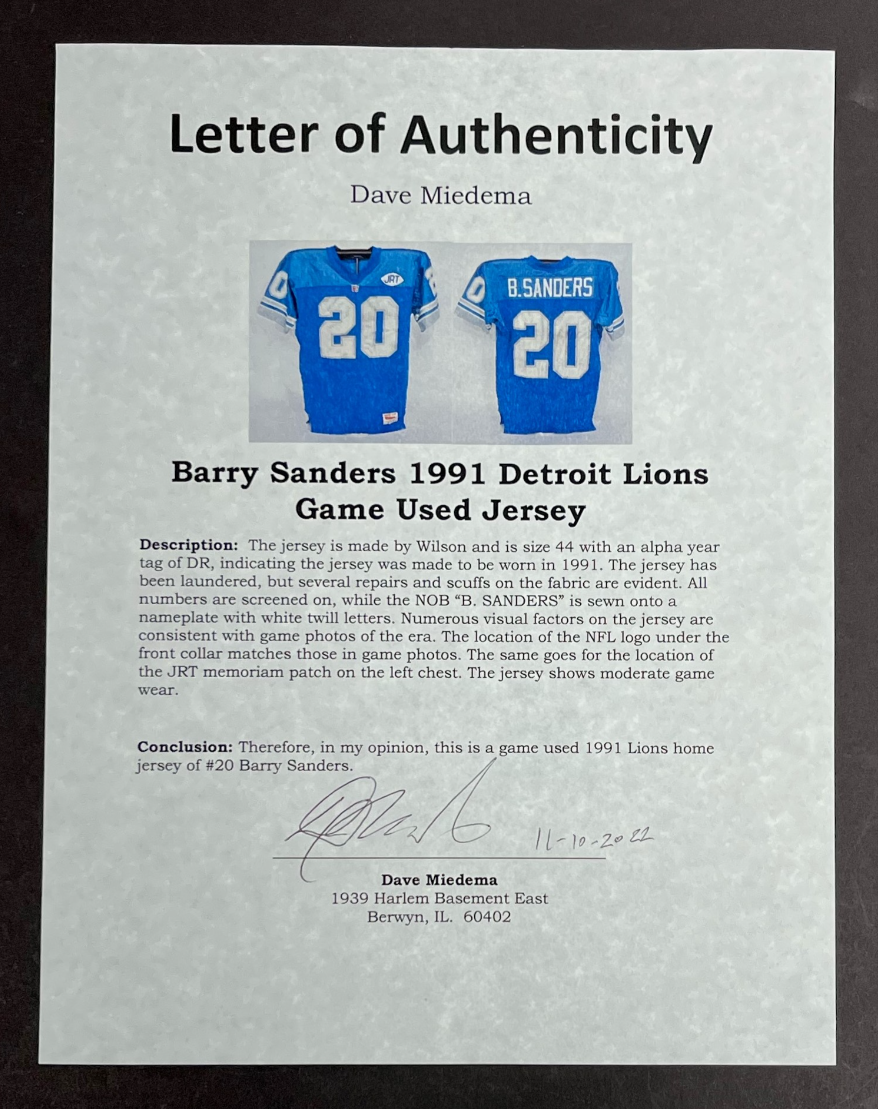 Letter of Authenticity
Dave Miedema
20
JRT
20
0
B.SANDERS
20
Barry Sanders 1991 Detroit Lions
Game Used Jersey
Description: The jersey is made by Wilson and is size 44 with an alpha year
tag of DR, indicating the jersey was made to be worn in 1991. The jersey has
been laundered, but several repairs and scuffs on the fabric are evident. All
numbers are screened on, while the NOB “B. SANDERS” is sewn onto a
nameplate with white twill letters. Numerous visual factors on the jersey are
consistent with game photos of the era. The location of the NFL logo under the
front collar matches those in game photos. The same goes for the location of
the JRT memoriam patch on the left chest. The jersey shows moderate game
wear.
Conclusion: Therefore, in my opinion, this is a game used 1991 Lions home
jersey of #20 Barry Sanders.
11-10-2022
Dave Miedema
1939 Harlem Basement East
Berwyn, IL. 60402